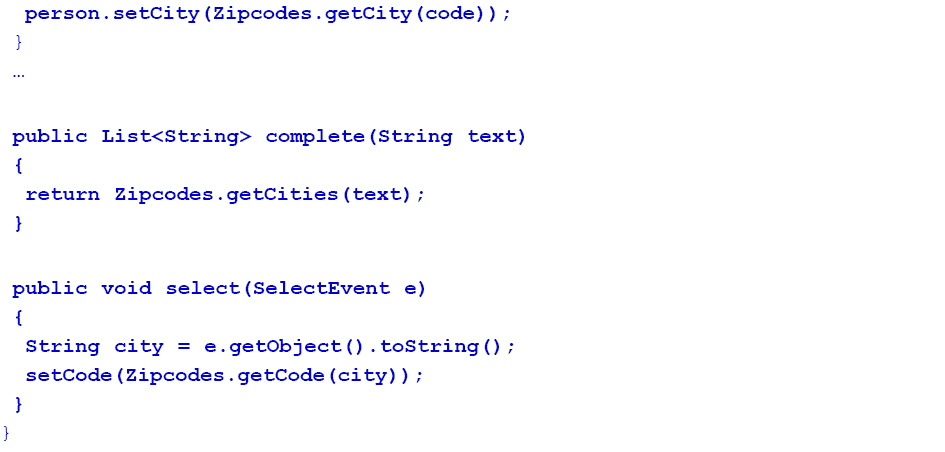 person.setCity(Zipcodes.getCity(code));
}
…
public List<String> complete(String text)
{
return Zipcodes.getCities(text);
}
public void select(SelectEvent e)
{
String city = e.getObject().toString();
setCode(Zipcodes.getCode(city));
}
}